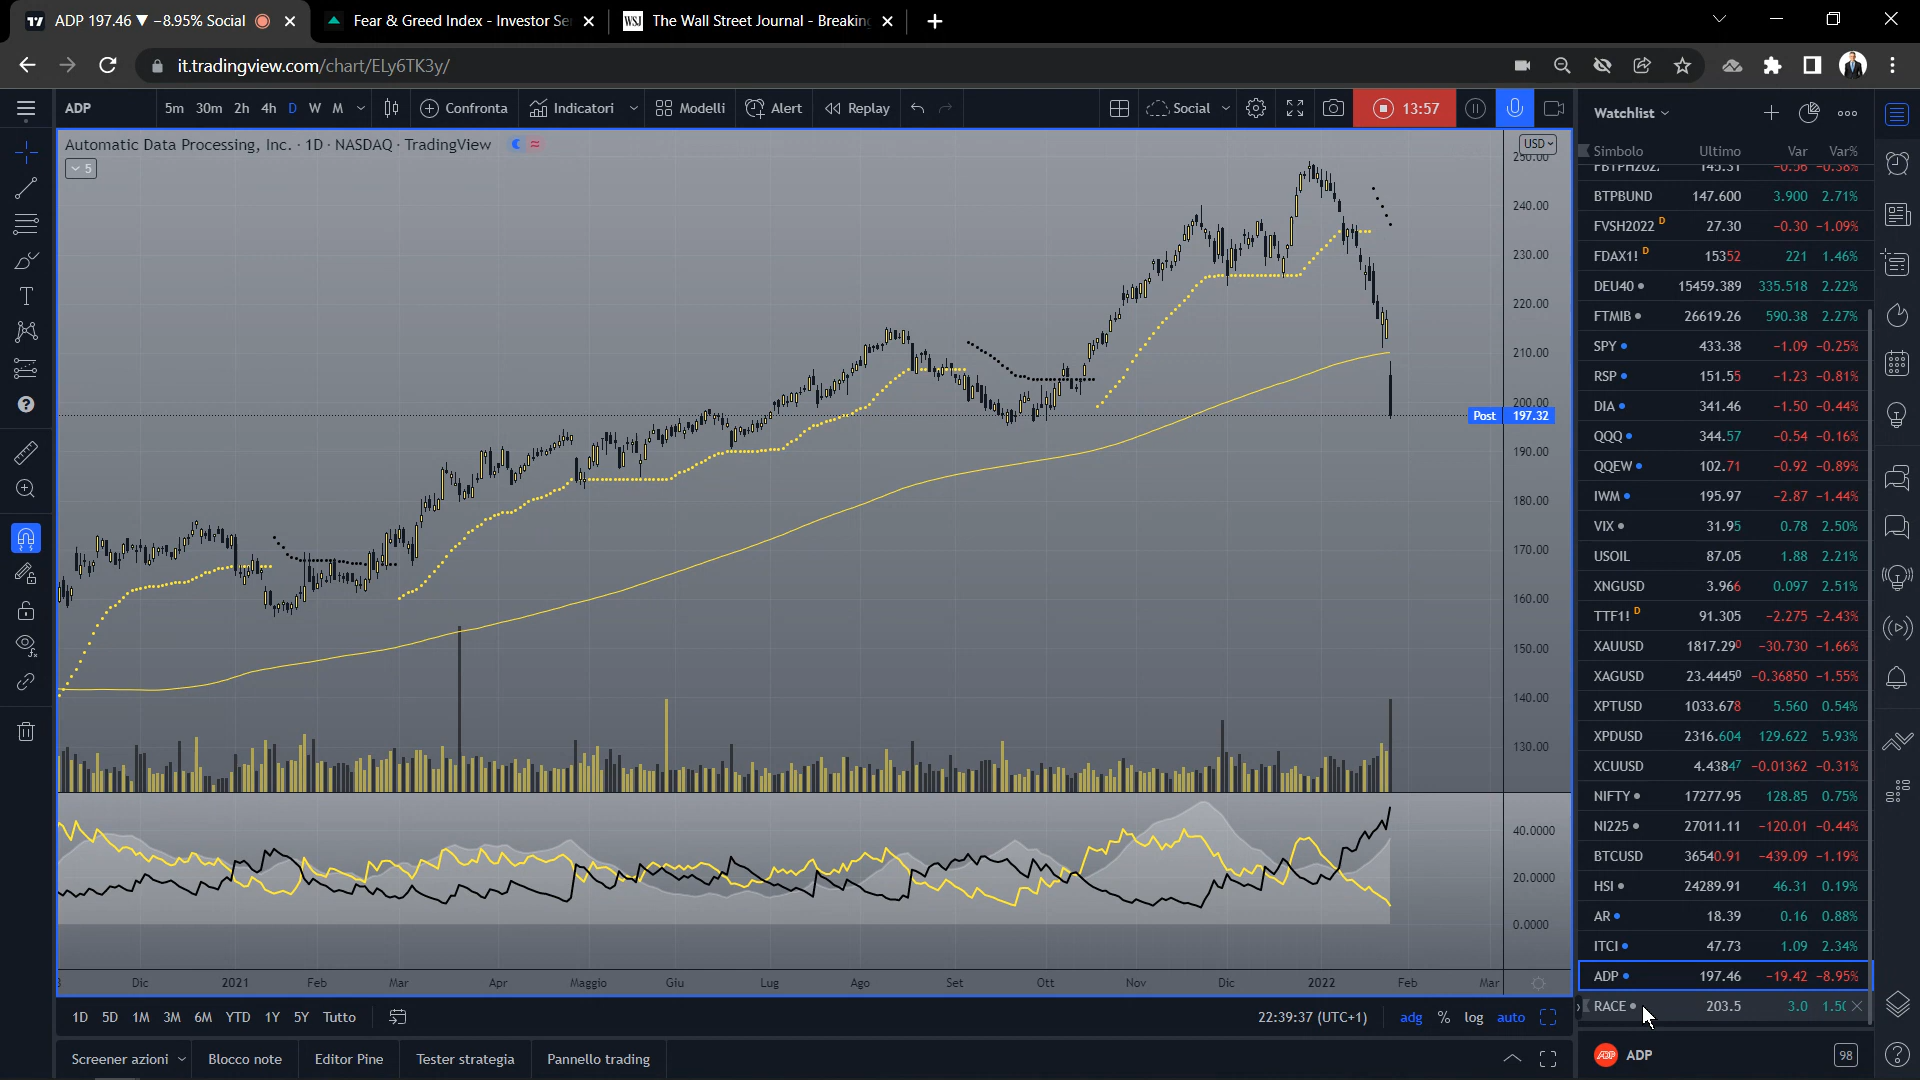 ADP 197.46 ▼ −8.95% Social
Fear & Greed Index - Investor Se
WSJ The Wall Street Journal - Breakin
it.tradingview.com/chart/ELy6TK3y/
ADP 5m 30m 2h 4h D W M Confronta Indicatori Modelli Alert Replay Social 13:57
Automatic Data Processing, Inc. · 1D · NASDAQ · TradingView
5
USD
250.00
240.00
230.00
220.00
210.00
200.00
Post 197.32
190.00
180.00
170.00
160.00
150.00
140.00
130.00
40.0000
20.0000
0.0000
Dic 2021 Feb Mar Apr Maggio Giu Lug Ago Set Ott Nov Dic 2022 Feb Mar
1D 5D 1M 3M 6M YTD 1Y 5Y Tutto 22:39:37 (UTC+1) adg % log auto
Screener azioni Blocco note Editor Pine Tester strategia Pannello trading
Watchlist
Simbolo Ultimo Var Var%
145.31 −0.56 −0.38%
BTPBUND 147.600 3.900 2.71%
FVSH2022 D 27.30 −0.30 −1.09%
FDAX1! D 15352 221 1.46%
DEU40 15459.389 335.518 2.22%
FTMIB 26619.26 590.38 2.27%
SPY 433.38 −1.09 −0.25%
RSP 151.55 −1.23 −0.81%
DIA 341.46 −1.50 −0.44%
QQQ 344.57 −0.54 −0.16%
QQEW 102.71 −0.92 −0.89%
IWM 195.97 −2.87 −1.44%
VIX 31.95 0.78 2.50%
USOIL 87.05 1.88 2.21%
XNGUSD 3.966 0.097 2.51%
TTF1! D 91.305 −2.275 −2.43%
XAUUSD 1817.290 −30.730 −1.66%
XAGUSD 23.4450 −0.36850 −1.55%
XPTUSD 1033.678 5.560 0.54%
XPDUSD 2316.604 129.622 5.93%
XCUUSD 4.43847 −0.01362 −0.31%
NIFTY 17277.95 128.85 0.75%
NI225 27011.11 −120.01 −0.44%
BTCUSD 36540.91 −439.09 −1.19%
HSI 24289.91 46.31 0.19%
AR 18.39 0.16 0.88%
ITCI 47.73 1.09 2.34%
ADP 197.46 −19.42 −8.95%
RACE 203.5 3.0 1.50
ADP ADP 98